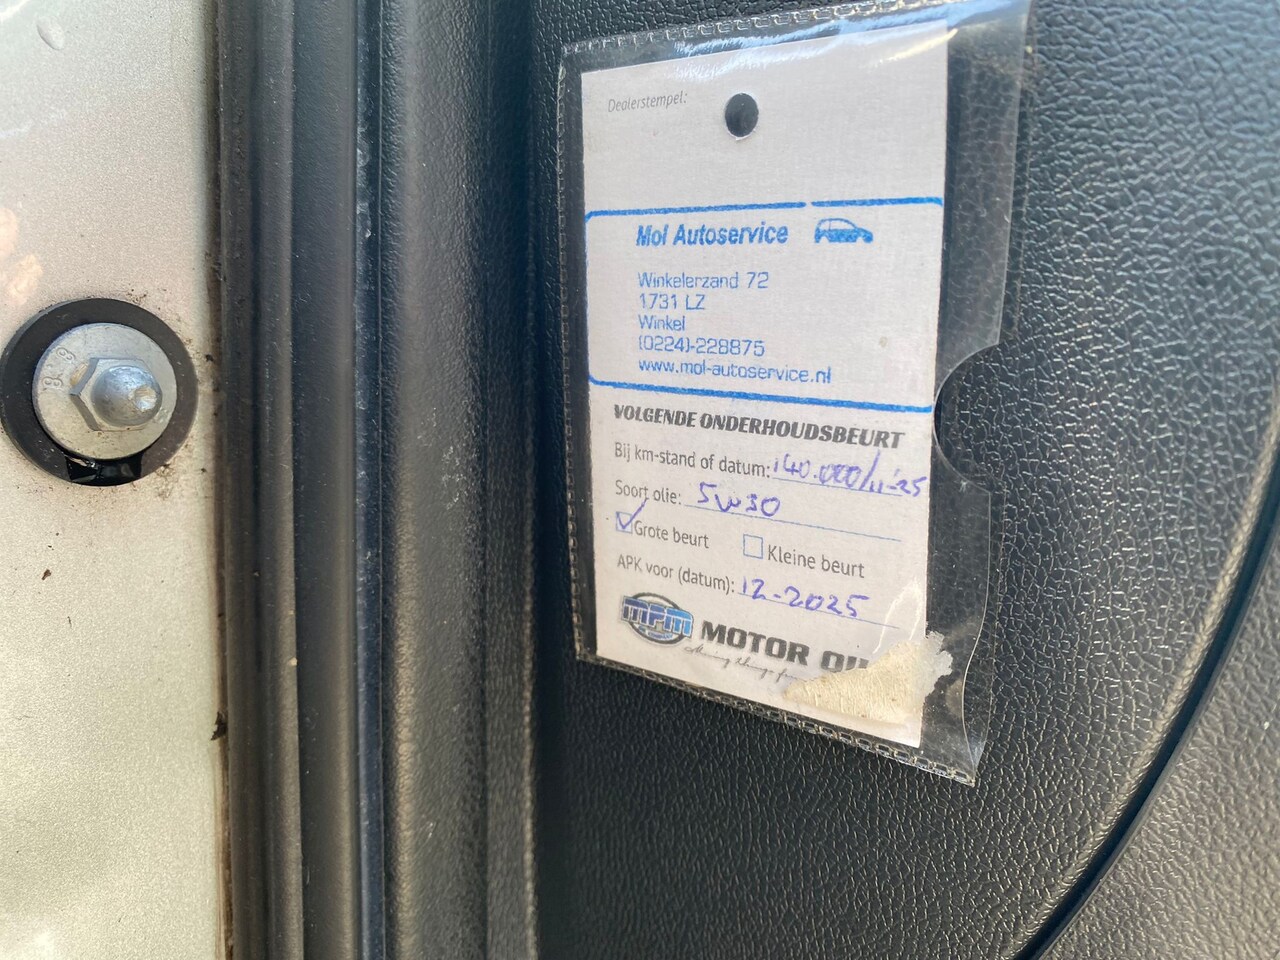 Dealerstempel:
Mol Autoservice
Winkelerzand 72
1731 LZ
Winkel
(0224)-228875
www.mol-autoservice.nl
VOLGENDE ONDERHOUDSBEURT
Bij km-stand of datum: 140.000/11-'25
Soort olie: 5W30
Grote beurt Kleine beurt
APK voor (datum): 12-2025
MPM MOTOR OIL
8.8